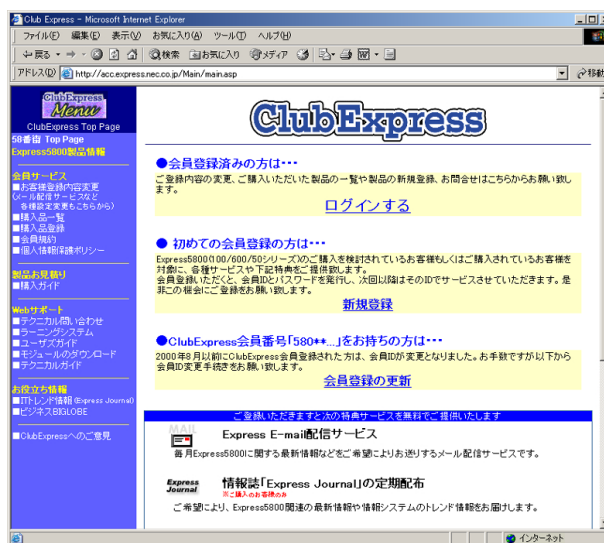 Club Express - Microsoft Internet Explorer
ファイル(F) 編集(E) 表示(V) お気に入り(A) ツール(T) ヘルプ(H)
戻る 検索 お気に入り メディア
アドレス(D) http://acc.express.nec.co.jp/Main/main.asp 移動
ClubExpress
Menu
ClubExpress Top Page
58番街 Top Page
Express5800製品情報
会員サービス
■お客様登録内容変更
(メール配信サービスなど
各種設定変更もこちらから)
■購入品一覧
■購入品登録
■会員規約
■個人情報保護ポリシー
製品お見積り
■購入ガイド
Webサポート
■テクニカル問い合わせ
■ラーニングシステム
■ユーザズガイド
■モジュールのダウンロード
■テクニカルガイド
お役立ち情報
■ITトレンド情報(Express Journal)
■ビジネスBIGLOBE
■ClubExpressへのご意見
ClubExpress
●会員登録済みの方は･･･
ご登録内容の変更、ご購入いただいた製品の一覧や製品の新規登録、お問合せはこちらからお願い致し
ます。
ログインする
● 初めての会員登録の方は･･･
Express5800(100/600/50シリーズ)のご購入を検討されているお客様もしくはご購入されているお客様を
対象に、各種サービスや下記特典をご提供致します。
会員登録いただくと、会員IDとパスワードを発行し、次回以降はそのIDでサービスさせていただきます。是
非この機会にご登録をお願い致します。
新規登録
●ClubExpress会員番号「580**...」をお持ちの方は･･･
2000年8月以前にClubExpress会員登録された方は、会員IDが変更となりました。お手数ですが以下から
会員ID変更手続きをお願い致します。
会員登録の更新
ご登録いただきますと次の特典サービスを無料でご提供いたします
MAIL
Express E-mail配信サービス
毎月Express5800に関する最新情報などをご希望によりお送りするメール配信サービスです。
Express
Journal
情報誌「Express Journal」の定期配布
※ご購入のお客様のみ
ご希望により、Express5800関連の最新情報や情報システムのトレンド情報をお届けします。
インターネット